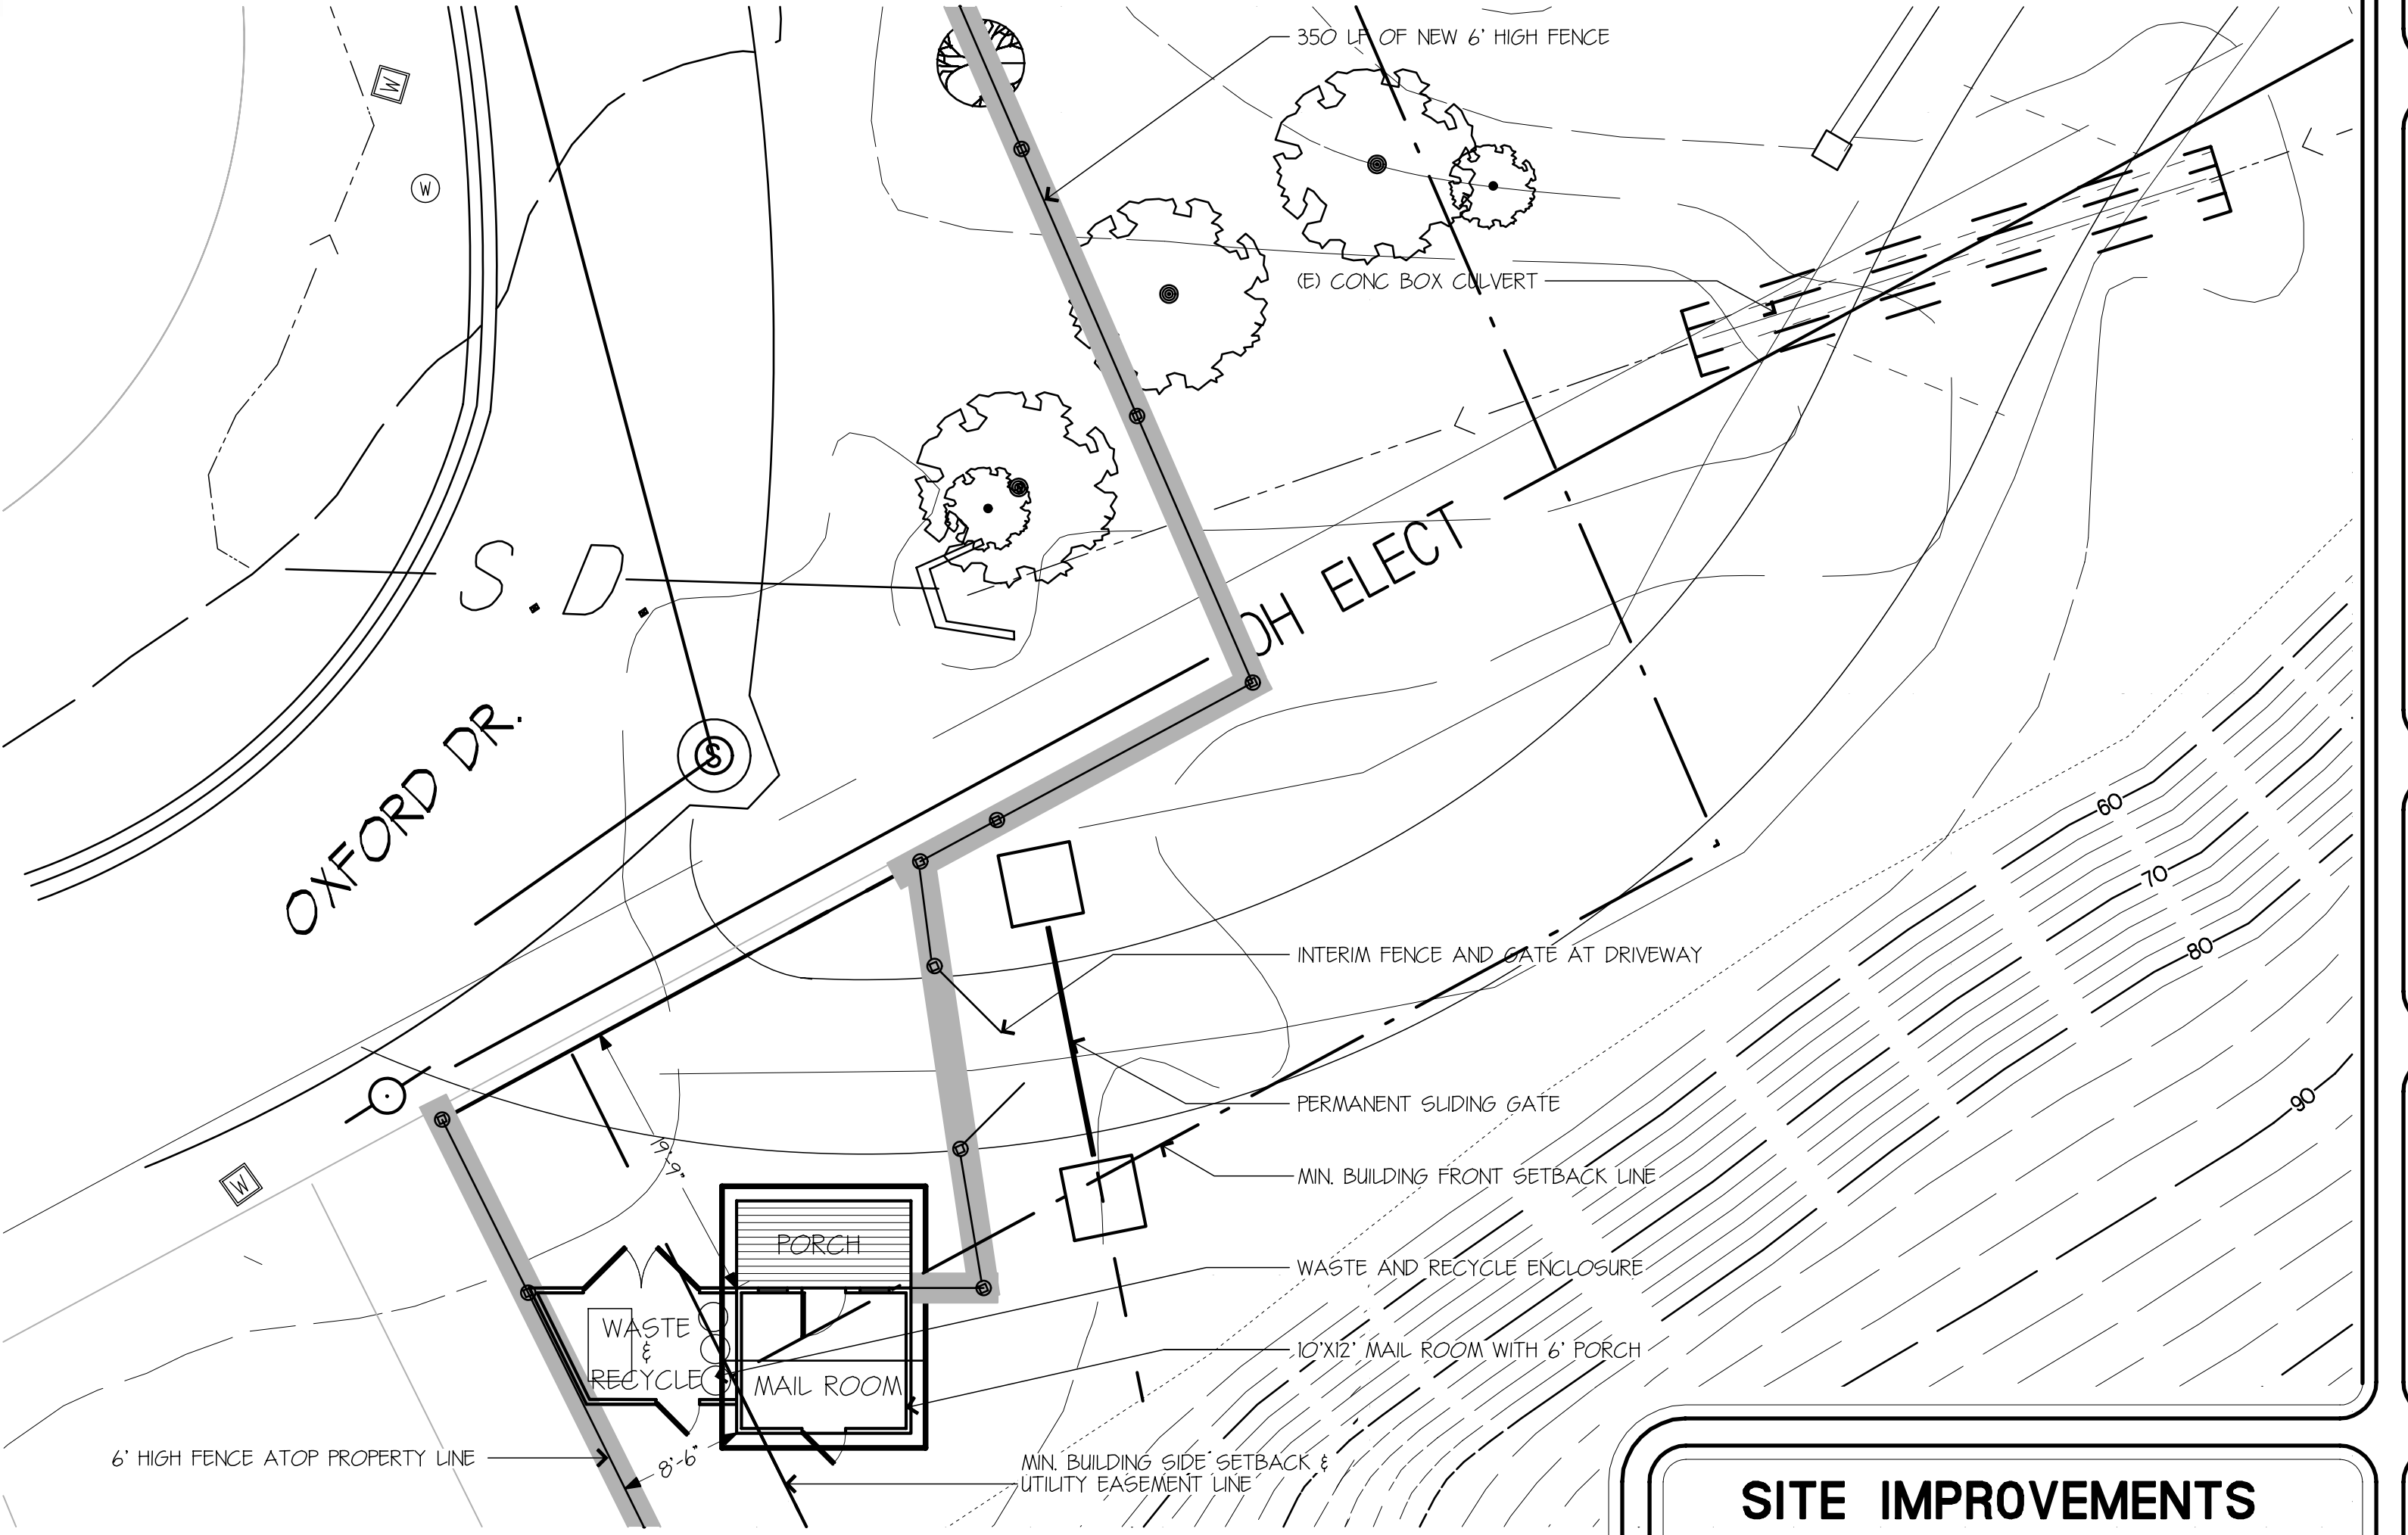 350 LF OF NEW 6' HIGH FENCE
W
W
(E) CONC BOX CULVERT
OH ELECT
S.D.
OXFORD DR.
S
60
70
80
90
INTERIM FENCE AND GATE AT DRIVEWAY
PERMANENT SLIDING GATE
19'-9"
MIN. BUILDING FRONT SETBACK LINE
W
PORCH
WASTE AND RECYCLE ENCLOSURE
WASTE
&
RECYCLE
10'X12' MAIL ROOM WITH 6' PORCH
MAIL ROOM
6' HIGH FENCE ATOP PROPERTY LINE
8'-6"
MIN. BUILDING SIDE SETBACK &
UTILITY EASEMENT LINE
SITE IMPROVEMENTS